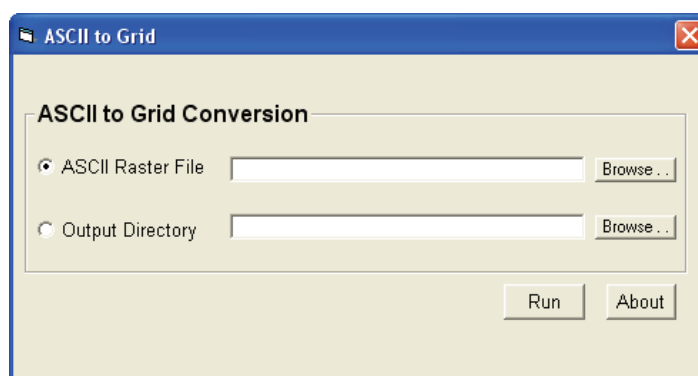 ASCII to Grid
ASCII to Grid Conversion
ASCII Raster File Browse . .
Output Directory Browse . .
Run About